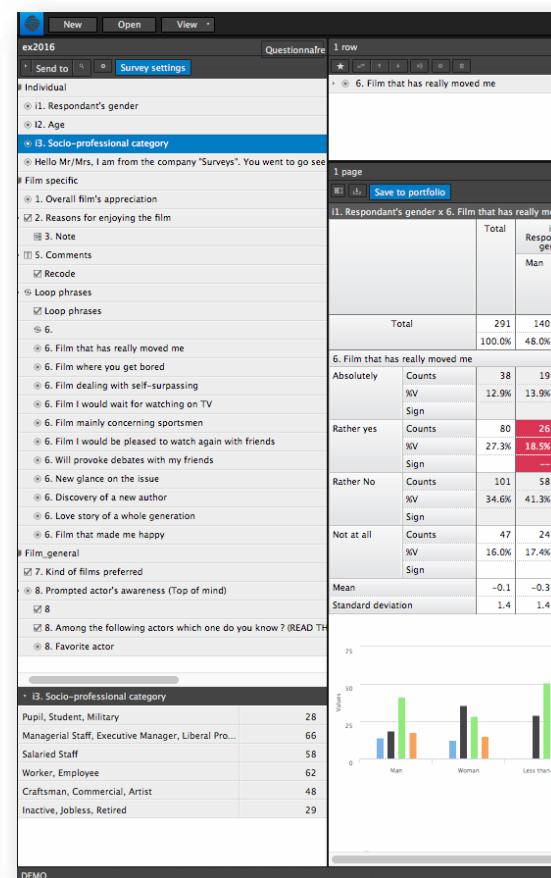 New Open View
ex2016 Questionnaire
Send to Survey settings
Individual
i1. Respondant's gender
I2. Age
i3. Socio-professional category
Hello Mr/Mrs, I am from the company "Surveys". You went to go see
Film specific
1. Overall film's appreciation
2. Reasons for enjoying the film
3. Note
5. Comments
Recode
Loop phrases
Loop phrases
6.
6. Film that has really moved me
6. Film where you get bored
6. Film dealing with self-surpassing
6. Film I would wait for watching on TV
6. Film mainly concerning sportsmen
6. Film I would be pleased to watch again with friends
6. Will provoke debates with my friends
6. New glance on the issue
6. Discovery of a new author
6. Love story of a whole generation
6. Film that made me happy
Film_general
7. Kind of films preferred
8. Prompted actor's awareness (Top of mind)
8
8. Among the following actors which one do you know ? (READ TH
8. Favorite actor
i3. Socio-professional category
Pupil, Student, Military 28
Managerial Staff, Executive Manager, Liberal Pro... 66
Salaried Staff 58
Worker, Employee 62
Craftsman, Commercial, Artist 48
Inactive, Jobless, Retired 29
DEMO
1 row
6. Film that has really moved me
1 page
Save to portfolio
i1. Respondant's gender x 6. Film that has really m
Total
Respo
ge
Man
Total 291 140
100.0% 48.0%
6. Film that has really moved me
Absolutely Counts 38 19
%V 12.9% 13.9%
Sign
Rather yes Counts 80 26
%V 27.3% 18.5%
Sign --
Rather No Counts 101 58
%V 34.6% 41.3%
Sign
Not at all Counts 47 24
%V 16.0% 17.4%
Sign
Mean -0.1 -0.3
Standard deviation 1.4 1.4
75
50
25
0
Values
Man Woman Less than